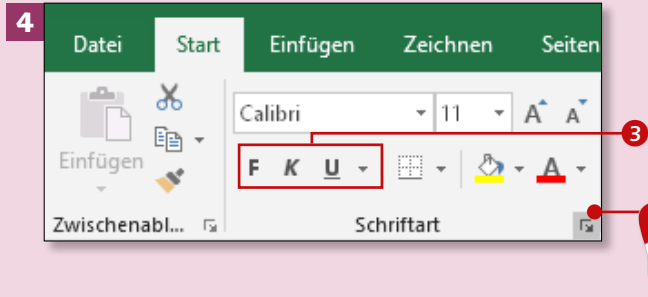 4
Datei Start Einfügen Zeichnen Seiten
Calibri 11 A A
Einfügen F K U A
3
Zwischenabl... Schriftart